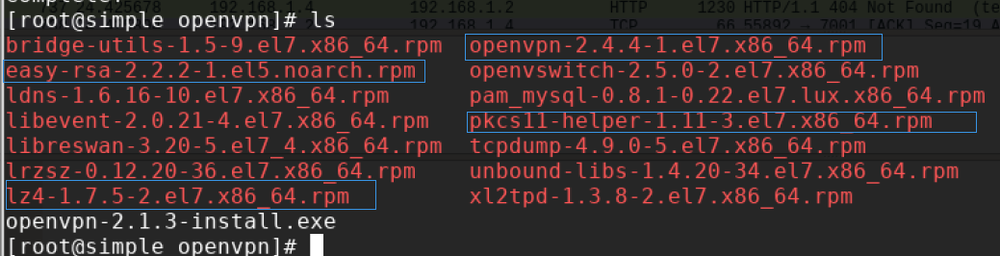 [root@simple openvpn]# ls
bridge-utils-1.5-9.el7.x86_64.rpm openvpn-2.4.4-1.el7.x86_64.rpm
easy-rsa-2.2.2-1.el5.noarch.rpm openvswitch-2.5.0-2.el7.x86_64.rpm
ldns-1.6.16-10.el7.x86_64.rpm pam_mysql-0.8.1-0.22.el7.lux.x86_64.rpm
libevent-2.0.21-4.el7.x86_64.rpm pkcs11-helper-1.11-3.el7.x86_64.rpm
libreswan-3.20-5.el7_4.x86_64.rpm tcpdump-4.9.0-5.el7.x86_64.rpm
lrzsz-0.12.20-36.el7.x86_64.rpm unbound-libs-1.4.20-34.el7.x86_64.rpm
lz4-1.7.5-2.el7.x86_64.rpm xl2tpd-1.3.8-2.el7.x86_64.rpm
openvpn-2.1.3-install.exe
[root@simple openvpn]#